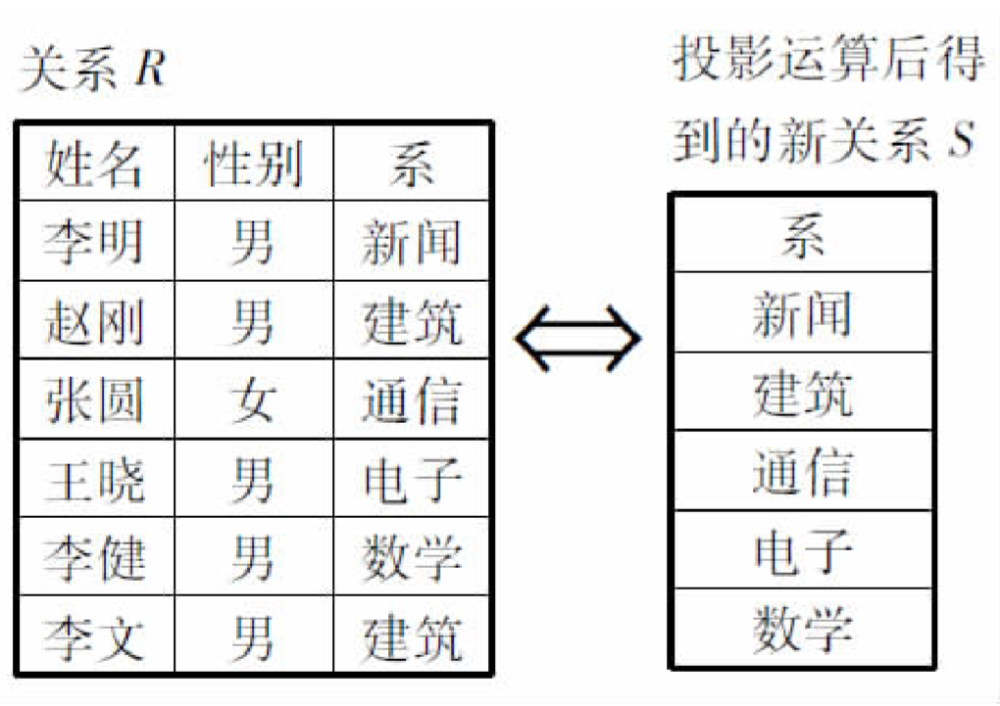 关系 R
姓名 性别 系
李明 男 新闻
赵刚 男 建筑
张圆 女 通信
王晓 男 电子
李健 男 数学
李文 男 建筑
投影运算后得
到的新关系 S
系
新闻
建筑
通信
电子
数学